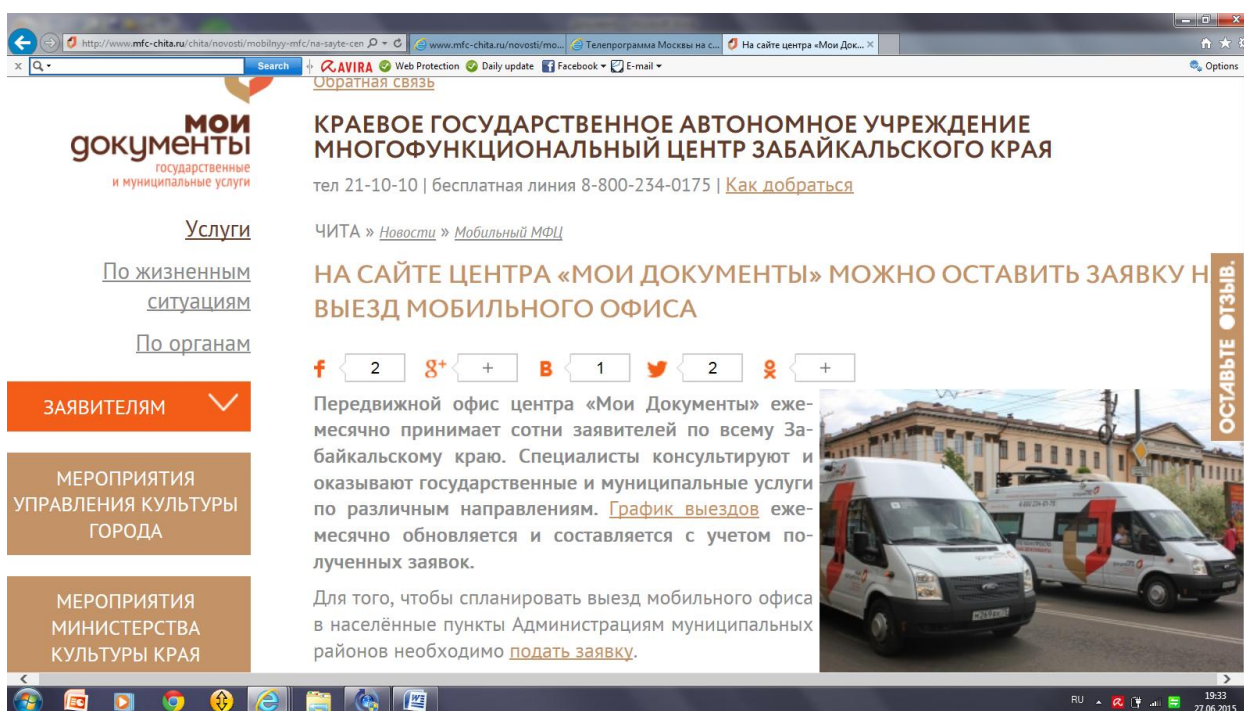 http://www.mfc-chita.ru/chita/novosti/mobilnyy-mfc/na-sayte-cen
www.mfc-chita.ru/novosti/mo...
Телепрограмма Москвы на с...
На сайте центра «Мои Док...
Search
AVIRA
Web Protection
Daily update
Facebook
E-mail
Options
Обратная связь
мои
документы
государственные
и муниципальные услуги
Услуги
По жизненным
ситуациям
По органам
ЗАЯВИТЕЛЯМ
МЕРОПРИЯТИЯ
УПРАВЛЕНИЯ КУЛЬТУРЫ
ГОРОДА
МЕРОПРИЯТИЯ
МИНИСТЕРСТВА
КУЛЬТУРЫ КРАЯ
КРАЕВОЕ ГОСУДАРСТВЕННОЕ АВТОНОМНОЕ УЧРЕЖДЕНИЕ
МНОГОФУНКЦИОНАЛЬНЫЙ ЦЕНТР ЗАБАЙКАЛЬСКОГО КРАЯ
тел 21-10-10 | бесплатная линия 8-800-234-0175 | Как добраться
ЧИТА » Новости » Мобильный МФЦ
НА САЙТЕ ЦЕНТРА «МОИ ДОКУМЕНТЫ» МОЖНО ОСТАВИТЬ ЗАЯВКУ Н
ВЫЕЗД МОБИЛЬНОГО ОФИСА
2
+
1
2
+
Передвижной офис центра «Мои Документы» еже-
месячно принимает сотни заявителей по всему За-
байкальскому краю. Специалисты консультируют и
оказывают государственные и муниципальные услуги
по различным направлениям. График выездов еже-
месячно обновляется и составляется с учетом по-
лученных заявок.
Для того, чтобы спланировать выезд мобильного офиса
в населённые пункты Администрациям муниципальных
районов необходимо подать заявку.
ОСТАВЬТЕ ОТЗЫВ.
RU
19:33
27.06.2015